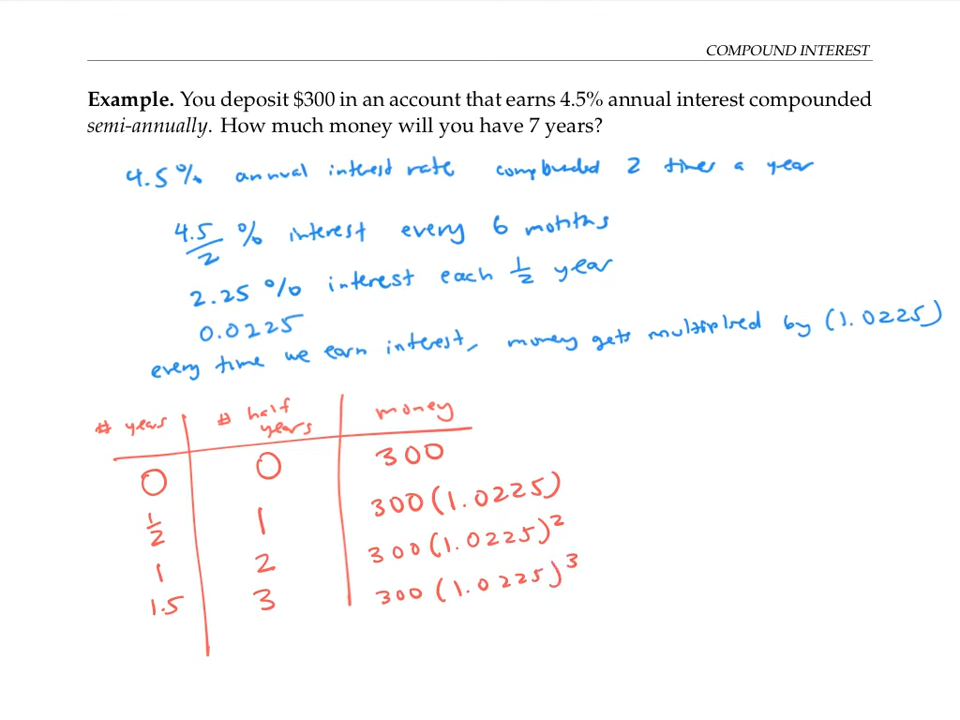 COMPOUND INTEREST
Example. You deposit $300 in an account that earns 4.5% annual interest compounded
semi-annually. How much money will you have 7 years?
4.5% annual interest rate compounded 2 times a year
4.5/2 % interest every 6 months
2.25 % interest each 1/2 year
0.0225
every time we earn interest, money gets multiplied by (1.0225)
# years # half years money
0 0 300
1/2 1 300(1.0225)
1 2 300(1.0225)²
1.5 3 300(1.0225)³